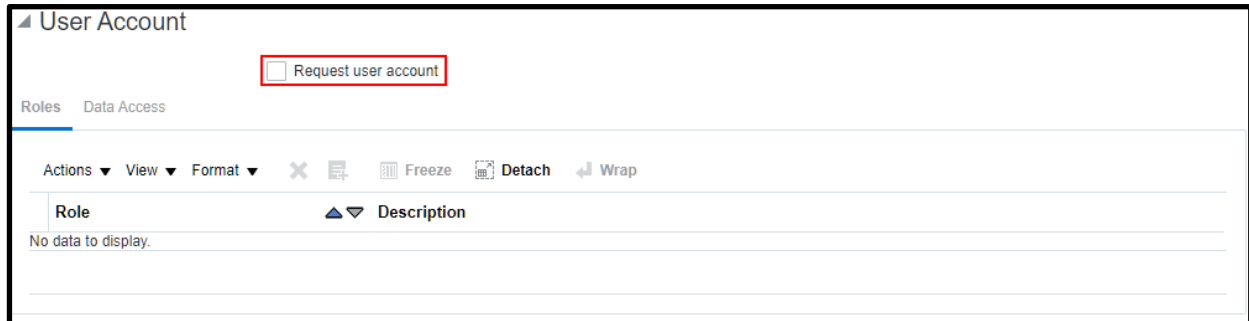 User Account
Request user account
Roles Data Access
Actions View Format Freeze Detach Wrap
Role Description
No data to display.